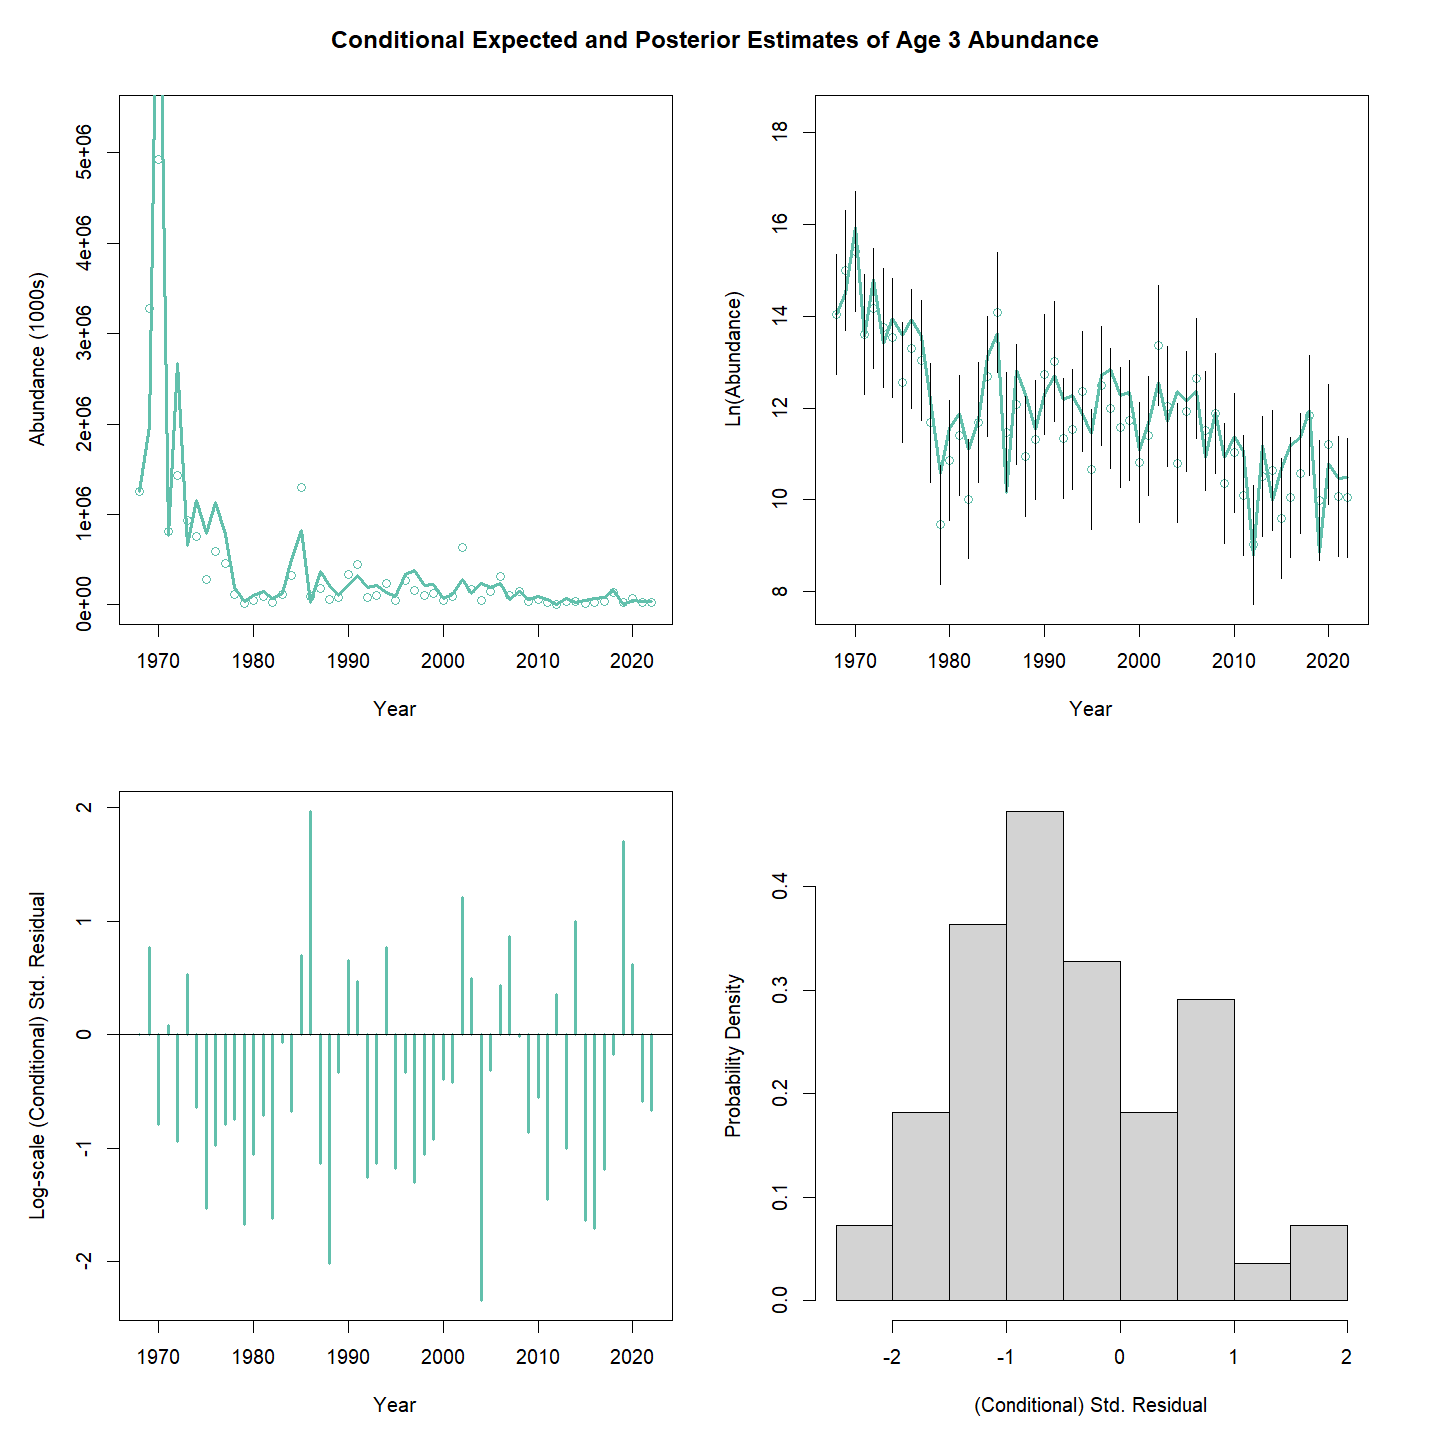 Conditional Expected and Posterior Estimates of Age 3 Abundance
Abundance (1000s)
5e+06
4e+06
3e+06
2e+06
1e+06
0e+00
1970 1980 1990 2000 2010 2020
Year
Ln(Abundance)
18
16
14
12
10
8
1970 1980 1990 2000 2010 2020
Year
Log-scale (Conditional) Std. Residual
2
1
0
-1
-2
1970 1980 1990 2000 2010 2020
Year
Probability Density
0.4
0.3
0.2
0.1
0.0
-2 -1 0 1 2
(Conditional) Std. Residual